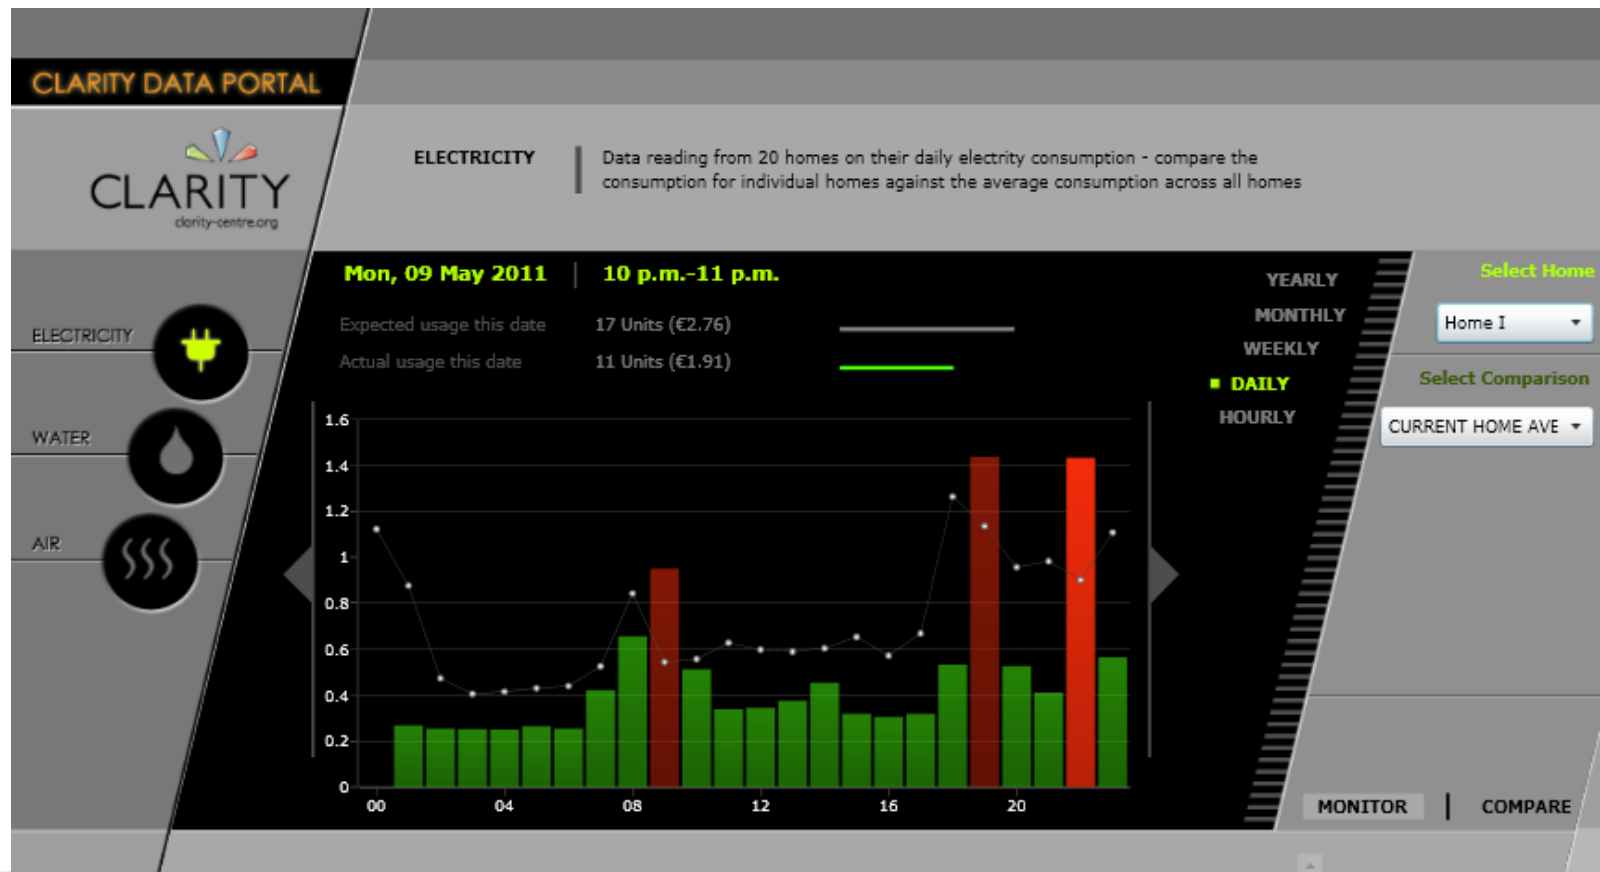 CLARITY DATA PORTAL
CLARITY
clarity-centre.org
ELECTRICITY
Data reading from 20 homes on their daily electrity consumption - compare the
consumption for individual homes against the average consumption across all homes
ELECTRICITY
WATER
AIR
Mon, 09 May 2011 | 10 p.m.-11 p.m.
Expected usage this date 17 Units (€2.76)
Actual usage this date 11 Units (€1.91)
YEARLY
MONTHLY
WEEKLY
DAILY
HOURLY
Select Home
Home I
Select Comparison
CURRENT HOME AVE
1.6
1.4
1.2
1
0.8
0.6
0.4
0.2
0
00 04 08 12 16 20
MONITOR | COMPARE